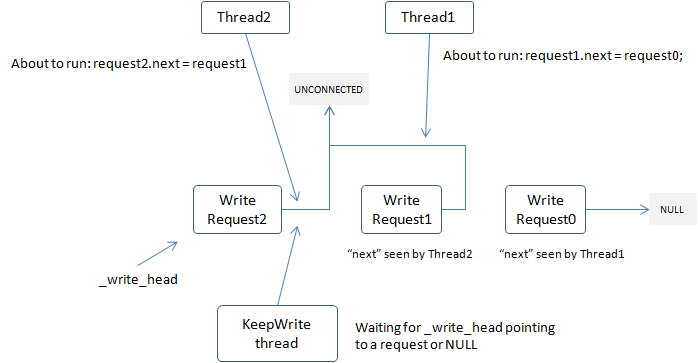 Thread2
Thread1
About to run: request2.next = request1
About to run: request1.next = request0;
UNCONNECTED
Write
Request2
Write
Request1
Write
Request0
NULL
“next” seen by Thread2
“next” seen by Thread1
_write_head
KeepWrite
thread
Waiting for _write_head pointing
to a request or NULL